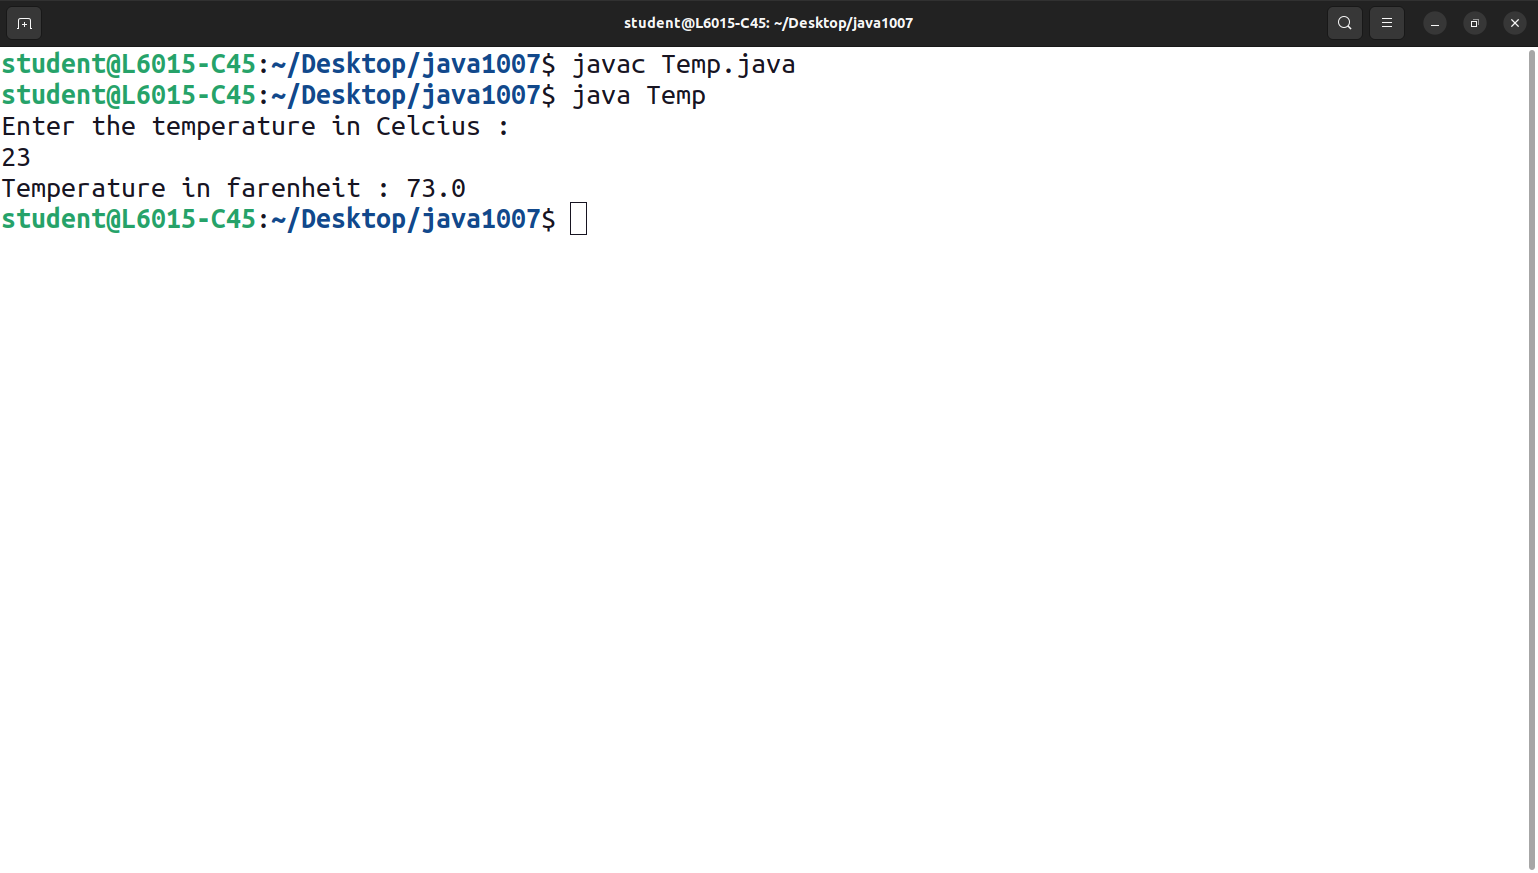 student@L6015-C45: ~/Desktop/java1007
student@L6015-C45:~/Desktop/java1007$ javac Temp.java
student@L6015-C45:~/Desktop/java1007$ java Temp
Enter the temperature in Celcius :
23
Temperature in farenheit : 73.0
student@L6015-C45:~/Desktop/java1007$